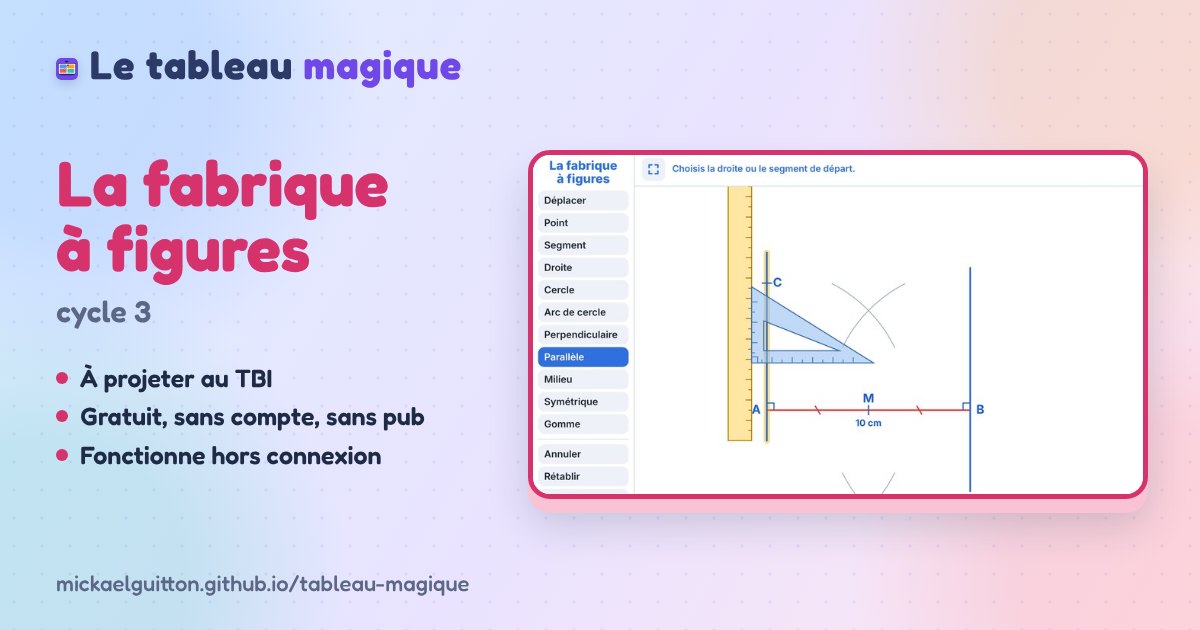 Le tableau magique
La fabrique
à figures
cycle 3
À projeter au TBI
Gratuit, sans compte, sans pub
Fonctionne hors connexion
mickaelguitton.github.io/tableau-magique
La fabrique
à figures
Déplacer
Point
Segment
Droite
Cercle
Arc de cercle
Perpendiculaire
Parallèle
Milieu
Symétrique
Gomme
Annuler
Rétablir
Choisis la droite ou le segment de départ.
C
A
M
B
10 cm